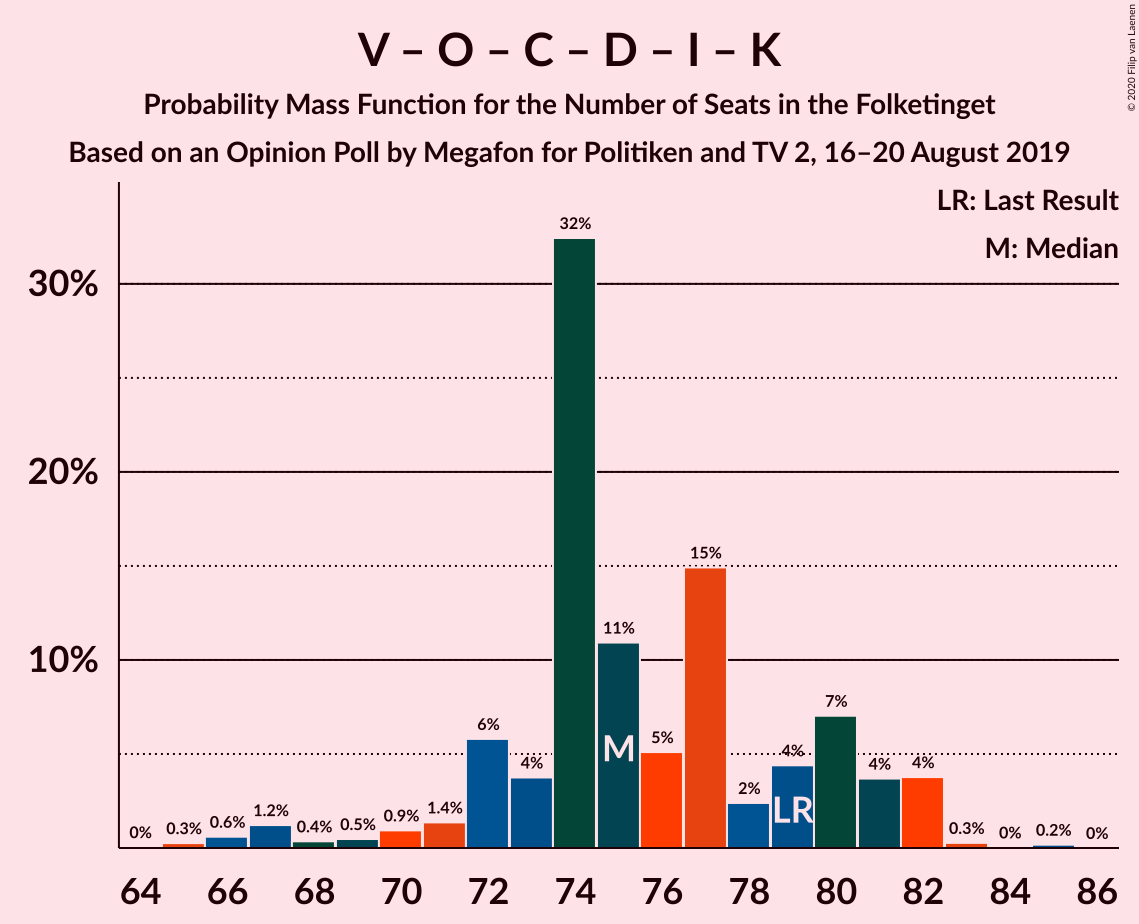 V – O – C – D – I – K
Probability Mass Function for the Number of Seats in the Folketinget
Based on an Opinion Poll by Megafon for Politiken and TV 2, 16–20 August 2019
© 2020 Filip van Laenen
LR: Last Result
M: Median
30%
20%
10%
0%
0.3%
0.6%
1.2%
0.4%
0.5%
0.9%
1.4%
6%
4%
32%
11%
5%
15%
2%
4%
7%
4%
4%
0.3%
0%
0.2%
0%
M
LR
64 66 68 70 72 74 76 78 80 82 84 86